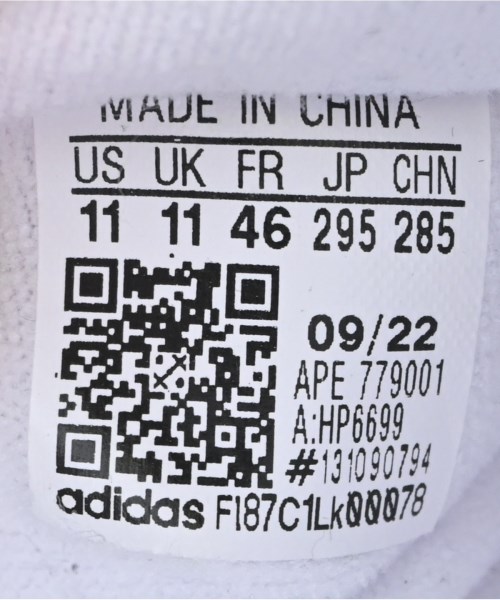 MADE IN CHINA
US UK FR JP CHN
11 11 46 295 285
09/22
APE 779001
A:HP6699
#131090794
adidas F187C1Lk00078